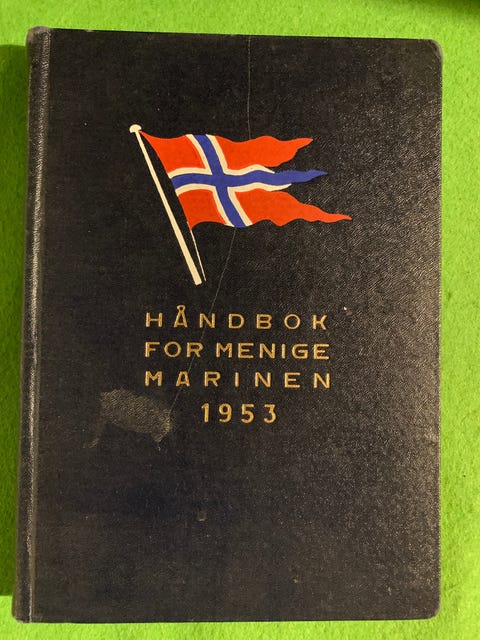 HÅNDBOK
FOR MENIGE
MARINEN
1953